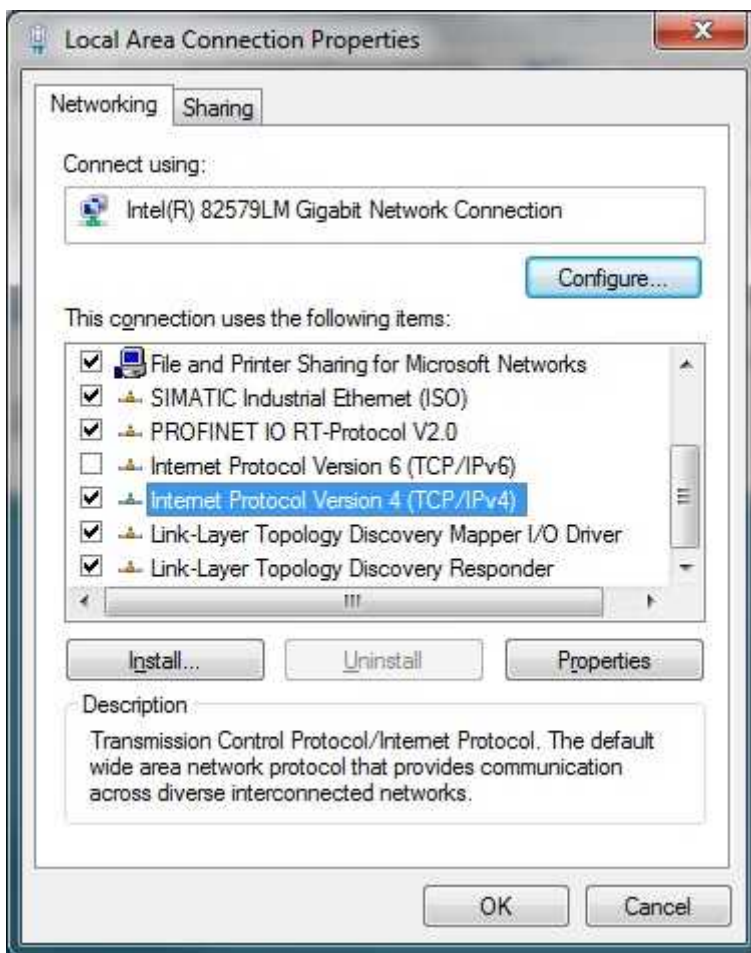 Local Area Connection Properties
Networking
Sharing
Connect using:
Intel(R) 82579LM Gigabit Network Connection
Configure...
This connection uses the following items:
File and Printer Sharing for Microsoft Networks
SIMATIC Industrial Ethernet (ISO)
PROFINET IO RT-Protocol V2.0
Internet Protocol Version 6 (TCP/IPv6)
Internet Protocol Version 4 (TCP/IPv4)
Link-Layer Topology Discovery Mapper I/O Driver
Link-Layer Topology Discovery Responder
Install...
Uninstall
Properties
Description
Transmission Control Protocol/Internet Protocol. The default
wide area network protocol that provides communication
across diverse interconnected networks.
OK
Cancel